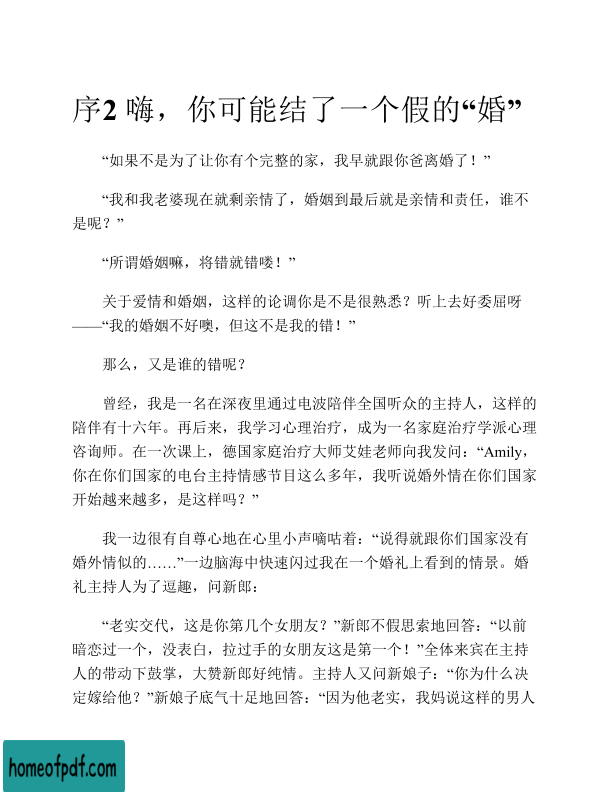 序2 嗨，你可能结了一个假的“婚”
“如果不是为了让你有个完整的家，我早就跟你爸离婚了！”
“我和我老婆现在就剩亲情了，婚姻到最后就是亲情和责任，谁不
是呢？”
“所谓婚姻嘛，将错就错喽！”
关于爱情和婚姻，这样的论调你是不是很熟悉？听上去好委屈呀
——“我的婚姻不好噢，但这不是我的错！”
那么，又是谁的错呢？
曾经，我是一名在深夜里通过电波陪伴全国听众的主持人，这样的
陪伴有十六年。再后来，我学习心理治疗，成为一名家庭治疗学派心理
咨询师。在一次课上，德国家庭治疗大师艾娃老师向我发问：“Amily，
你在你们国家的电台主持情感节目这么多年，我听说婚外情在你们国家
开始越来越多，是这样吗？”
我一边很有自尊心地在心里小声嘀咕着：“说得就跟你们国家没有
婚外情似的……”一边脑海中快速闪过我在一个婚礼上看到的情景。婚
礼主持人为了逗趣，问新郎：
“老实交代，这是你第几个女朋友？”新郎不假思索地回答：“以前
暗恋过一个，没表白，拉过手的女朋友这是第一个！”全体来宾在主持
人的带动下鼓掌，大赞新郎好纯情。主持人又问新娘子：“你为什么决
定嫁给他？”新娘子底气十足地回答：“因为他老实，我妈说这样的男人
homeofpdf.com